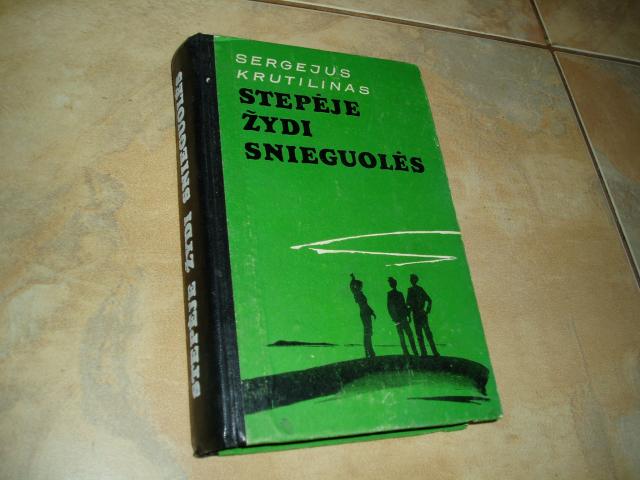 SERGEJUS
KRUTILINAS
STEPĖJE
ŽYDI
SNIEGUOLĖS
STEPĖJE ŽYDI SNIEGUOLĖS